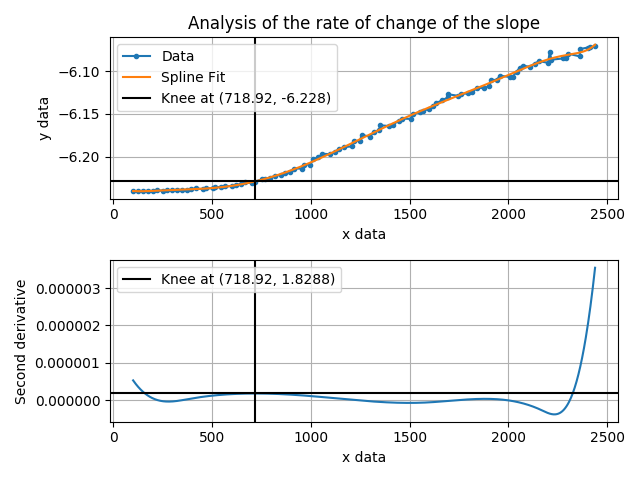 Analysis of the rate of change of the slope
Data
Spline Fit
Knee at (718.92, -6.228)
−6.10
−6.15
−6.20
y data
0
500
1000
1500
2000
2500
x data
Knee at (718.92, 1.8288)
0.000003
0.000002
0.000001
0.000000
Second derivative
0
500
1000
1500
2000
2500
x data